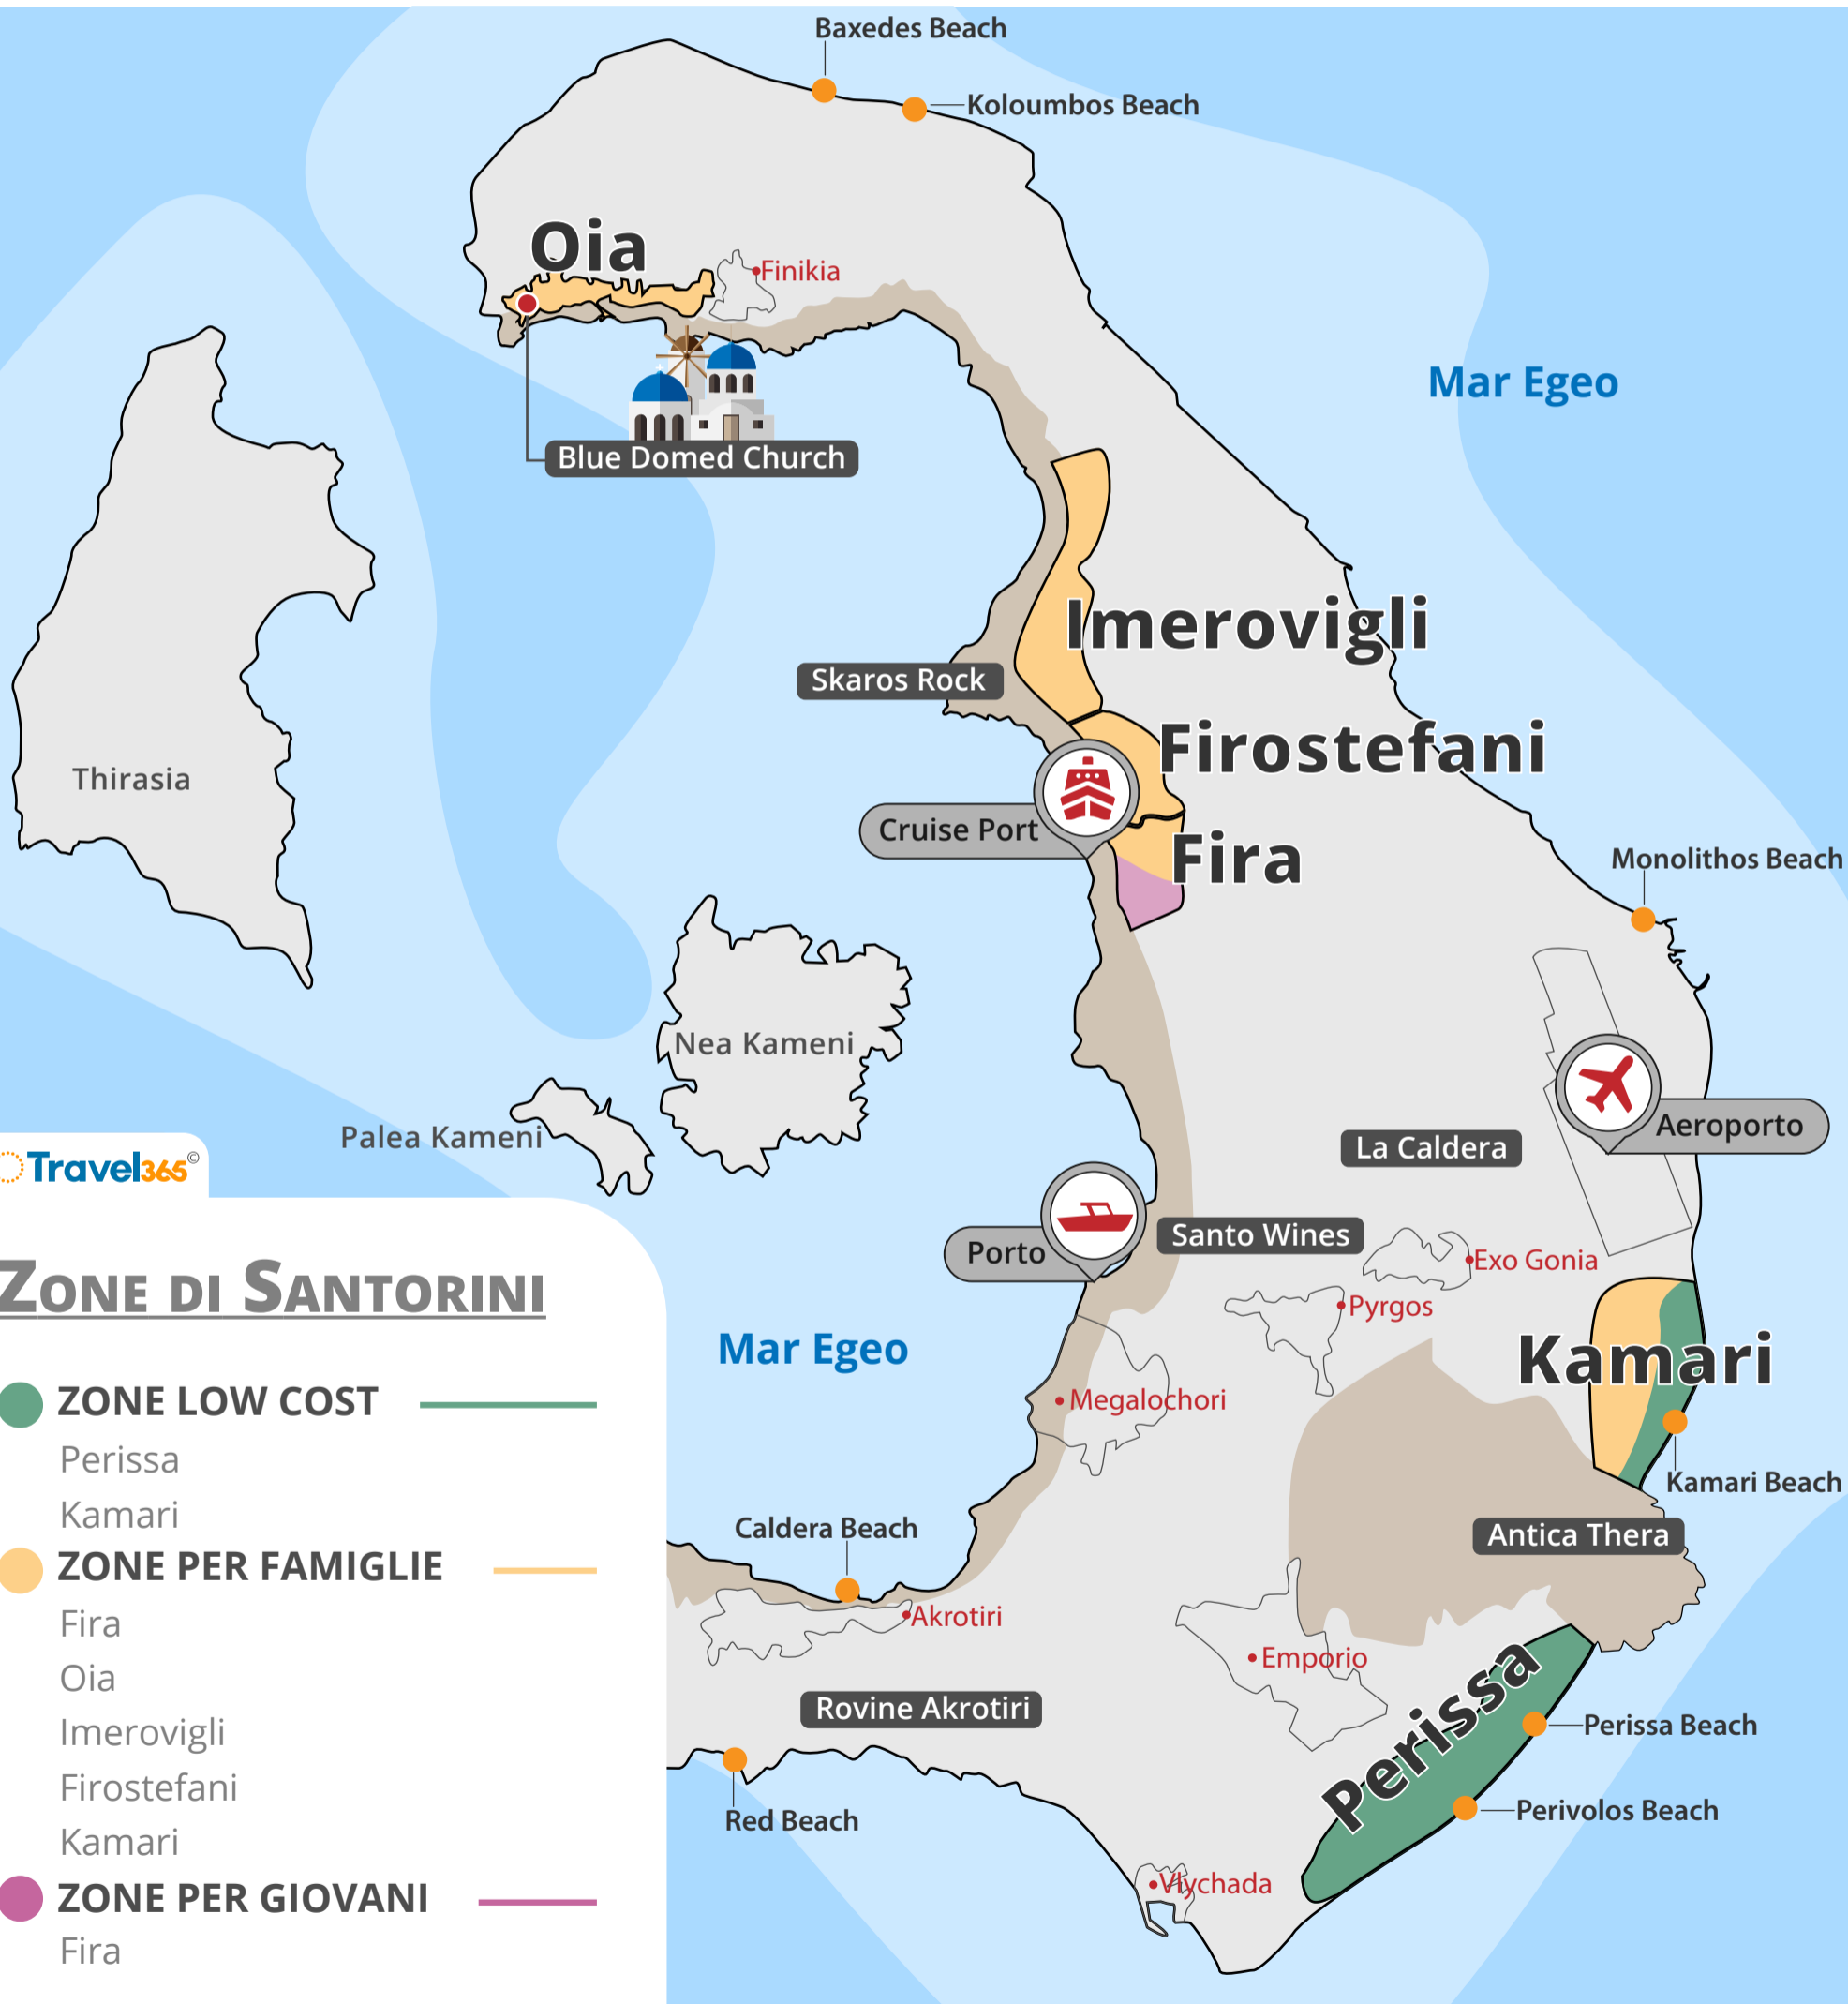 Baxedes Beach
Koloumbos Beach
Oia
Finikia
Mar Egeo
Blue Domed Church
Imerovigli
Skaros Rock
Firostefani
Thirasia
Cruise Port
Fira
Monolithos Beach
Nea Kameni
Palea Kameni
Aeroporto
La Caldera
Travel365©
Santo Wines
Porto
Exo Gonia
Pyrgos
ZONE DI SANTORINI
Mar Egeo
Kamari
Megalochori
ZONE LOW COST
Perissa
Kamari
Kamari Beach
Caldera Beach
Antica Thera
ZONE PER FAMIGLIE
Fira
Oia
Imerovigli
Firostefani
Kamari
Akrotiri
Emporio
Perissa
Rovine Akrotiri
Perissa Beach
Red Beach
Perivolos Beach
Vlychada
ZONE PER GIOVANI
Fira